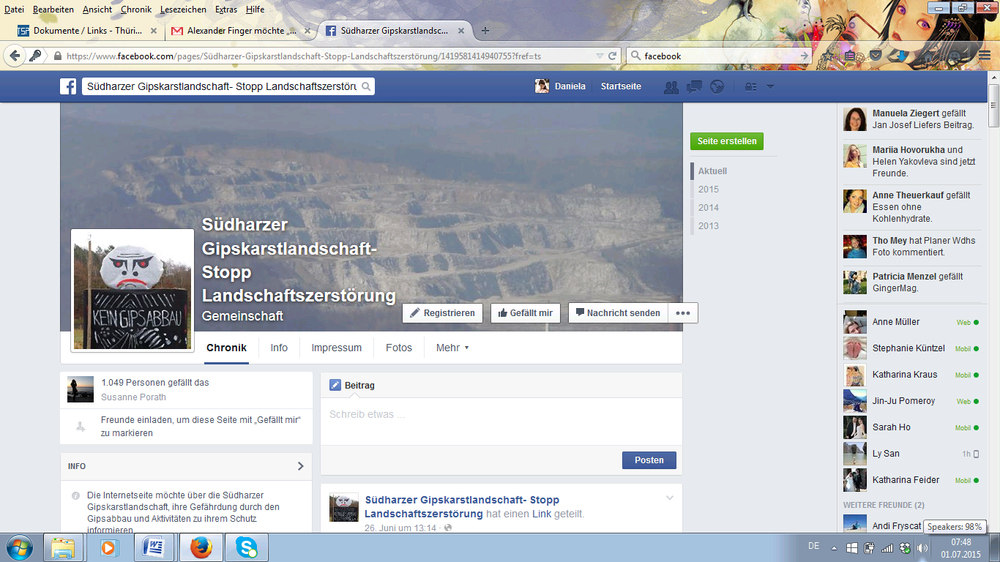 Datei Bearbeiten Ansicht Chronik Lesezeichen Extras Hilfe
Dokumente / Links - Thüri... Alexander Finger möchte „... Südharzer Gipskarstlandsc...
https://www.facebook.com/pages/Südharzer-Gipskarstlandschaft-Stopp-Landschaftszerstörung/1419581414940755?fref=ts
facebook
Südharzer Gipskarstlandschaft- Stopp Landschaftszerstöru
Daniela Startseite
Südharzer
Gipskarstlandschaft-
Stopp
Landschaftszerstörung
Gemeinschaft
KEIN GIPSABBAU
Registrieren Gefällt mir Nachricht senden
Chronik Info Impressum Fotos Mehr
1.049 Personen gefällt das
Susanne Porath
Freunde einladen, um diese Seite mit „Gefällt mir“
zu markieren
INFO
Die Internetseite möchte über die Südharzer
Gipskarstlandschaft, ihre Gefährdung durch den
Gipsabbau und Aktivitäten zu ihrem Schutz
informieren
Beitrag
Schreib etwas ...
Posten
Südharzer Gipskarstlandschaft- Stopp
Landschaftszerstörung hat einen Link geteilt.
26. Juni um 13:14 ·
Seite erstellen
Aktuell
2015
2014
2013
Manuela Ziegert gefällt
Jan Josef Liefers Beitrag.
Mariia Hovorukha und
Helen Yakovleva sind jetzt
Freunde.
Anne Theuerkauf gefällt
Essen ohne
Kohlenhydrate.
Tho Mey hat Planer Wdhs
Foto kommentiert.
Patricia Menzel gefällt
GingerMag.
Anne Müller Web
Stephanie Küntzel Mobil
Katharina Kraus Mobil
Jin-Ju Pomeroy Web
Sarah Ho Mobil
Ly San 1h
Katharina Feider Mobil
WEITERE FREUNDE (2)
Andi Fryscat
Speakers: 98%
DE
07:48
01.07.2015